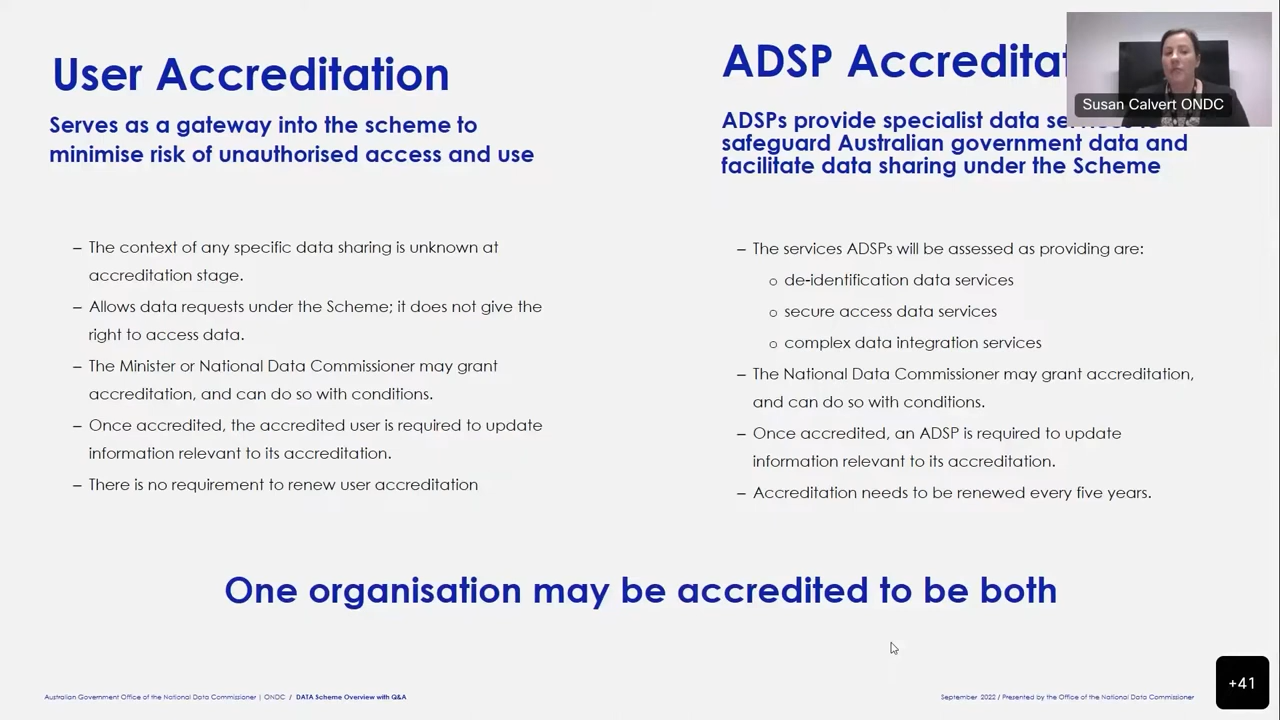 User Accreditation
Serves as a gateway into the scheme to
minimise risk of unauthorised access and use
– The context of any specific data sharing is unknown at
accreditation stage.
– Allows data requests under the Scheme; it does not give the
right to access data.
– The Minister or National Data Commissioner may grant
accreditation, and can do so with conditions.
– Once accredited, the accredited user is required to update
information relevant to its accreditation.
– There is no requirement to renew user accreditation
ADSP Accreditat
Susan Calvert ONDC
ADSPs provide specialist data
safeguard Australian government data and
facilitate data sharing under the Scheme
– The services ADSPs will be assessed as providing are:
o de-identification data services
o secure access data services
o complex data integration services
– The National Data Commissioner may grant accreditation,
and can do so with conditions.
– Once accredited, an ADSP is required to update
information relevant to its accreditation.
– Accreditation needs to be renewed every five years.
One organisation may be accredited to be both
Australian Government Office of the National Data Commissioner | ONDC / DATA Scheme Overview with Q&A
September 2022 / Presented by the Office of the National Data Commissioner
+41